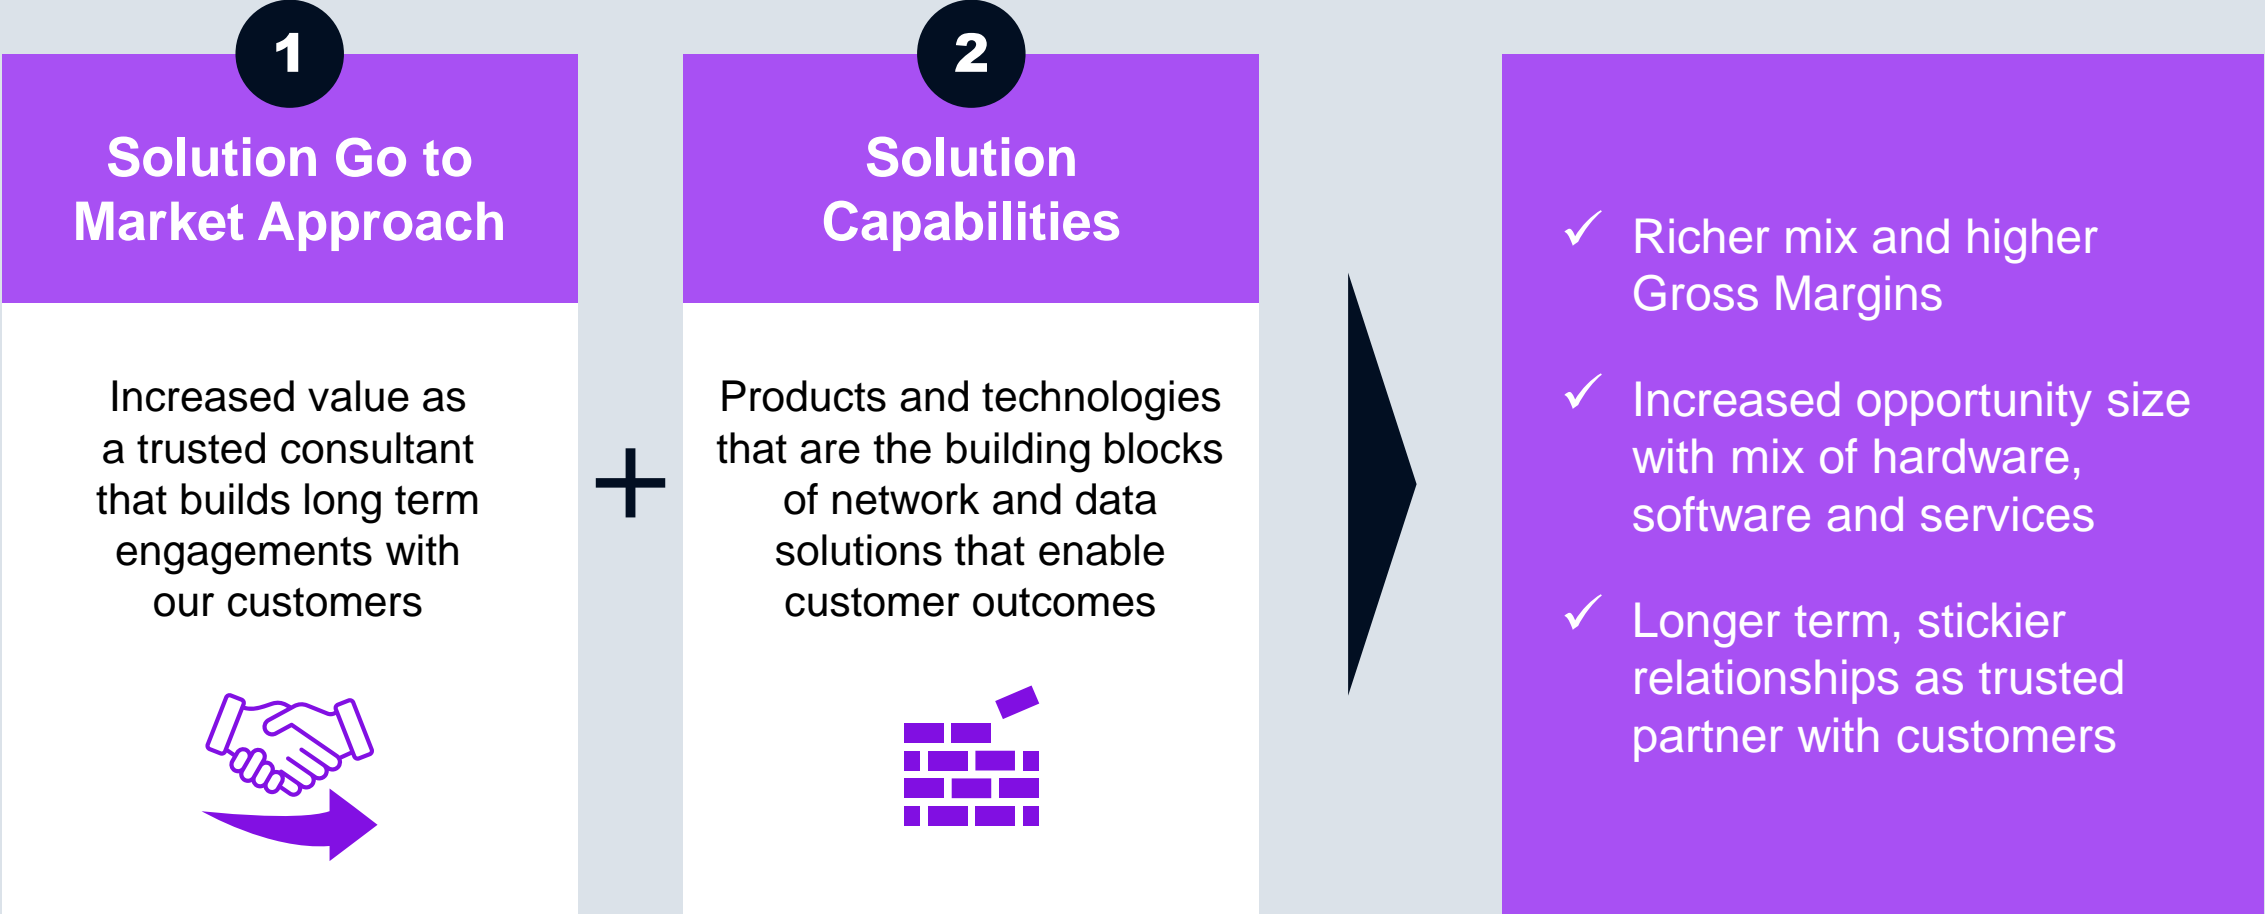 1
Solution Go to
Market Approach
Increased value as
a trusted consultant
that builds long term
engagements with
our customers
+
2
Solution
Capabilities
Products and technologies
that are the building blocks
of network and data
solutions that enable
customer outcomes
✓ Richer mix and higher
Gross Margins
✓ Increased opportunity size
with mix of hardware,
software and services
✓ Longer term, stickier
relationships as trusted
partner with customers